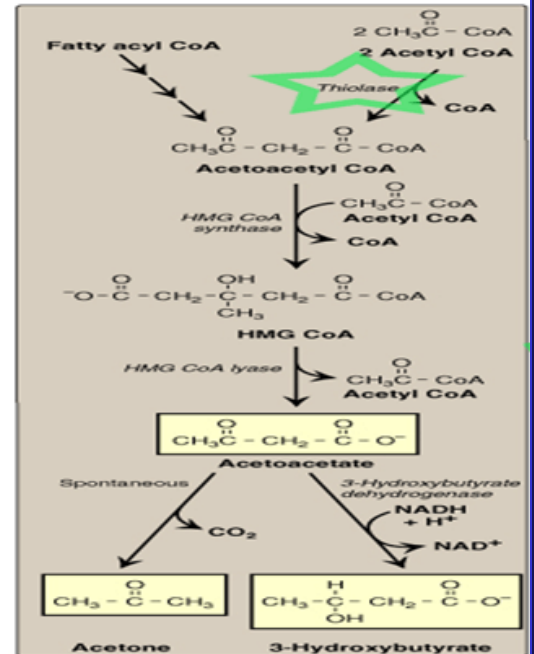 O
2 CH₃C – CoA
2 Acetyl CoA
Fatty acyl CoA
Thiolase
CoA
O O
CH₃C – CH₂ – C – CoA
Acetoacetyl CoA
HMG CoA
synthase
O
CH₃C – CoA
Acetyl CoA
CoA
O OH O
⁻O – C – CH₂ – C – CH₂ – C – CoA
CH₃
HMG CoA
HMG CoA lyase
O
CH₃C – CoA
Acetyl CoA
O O
CH₃C – CH₂ – C – O⁻
Acetoacetate
Spontaneous
CO₂
3-Hydroxybutyrate
dehydrogenase
NADH
+ H⁺
NAD⁺
O
CH₃ – C – CH₃
Acetone
H O
CH₃ – C – CH₂ – C – O⁻
OH
3-Hydroxybutyrate